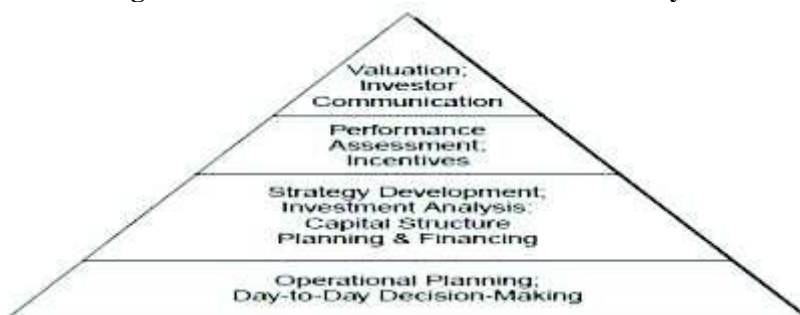 Valuation;
Investor
Communication
Performance
Assessment;
Incentives
Strategy Development;
Investment Analysis;
Capital Structure
Planning & Financing
Operational Planning;
Day-to-Day Decision-Making